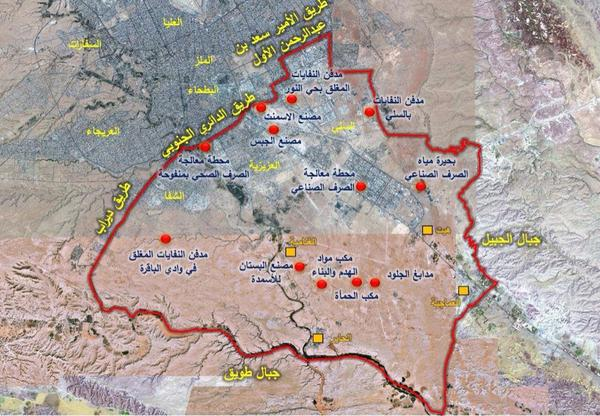 طريق الأمير سعد بن
عبدالرحمن الأول
العليا
السفارات
الملز
البطحاء
العريجاء
طريق الدائري الجنوبي
مدفن النفايات
المغلق بحي النور
مدفن النفايات
بالسلي
السلي
مصنع الاسمنت
مصنع الجبس
العزيزية
محطة معالجة
الصرف الصحي بمنفوحة
محطة معالجة
الصرف الصناعي
بحيرة مياه
الصرف الصناعي
الشفا
طريق ديراب
هيت
جبال الجبيل
مدفن النفايات المغلق
في وادي الباقرة
مصنع البستان
للأسمدة
مكب مواد
الهدم والبناء
مدابغ الجلود
مكب الحمأة
الحاير
جبال طويق